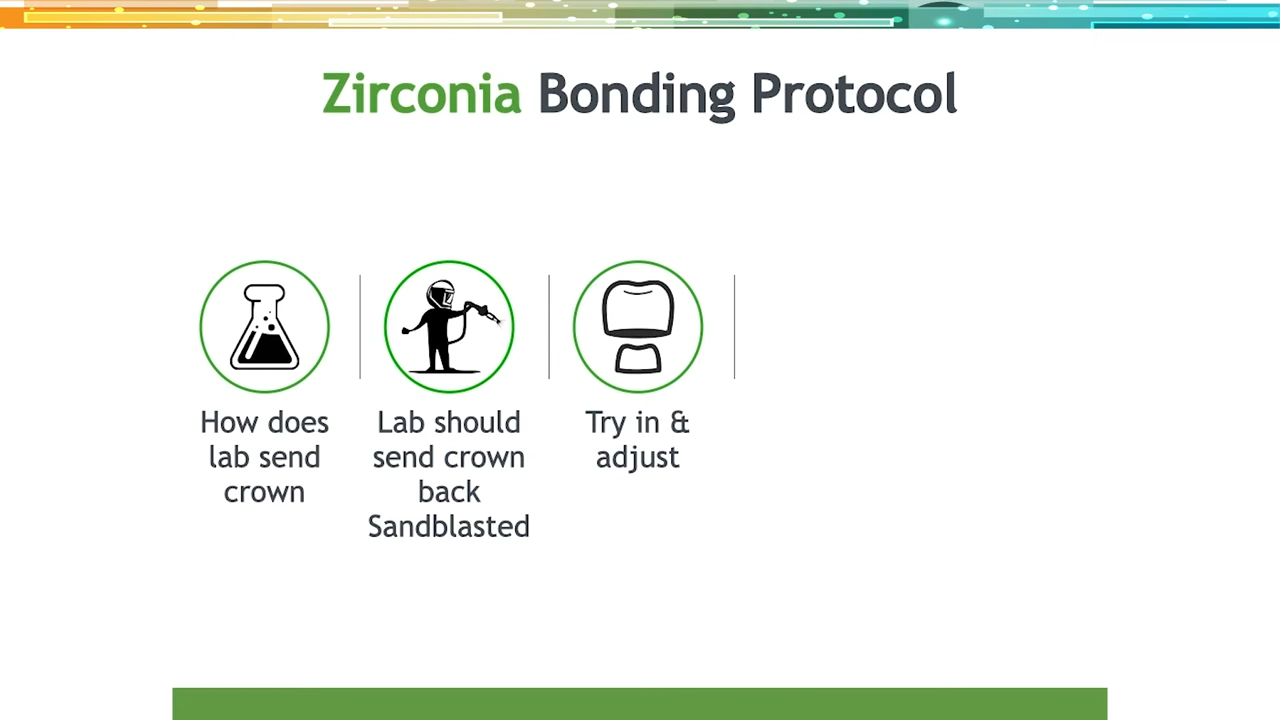 Zirconia Bonding Protocol
How does
lab send
crown
Lab should
send crown
back
Sandblasted
Try in &
adjust